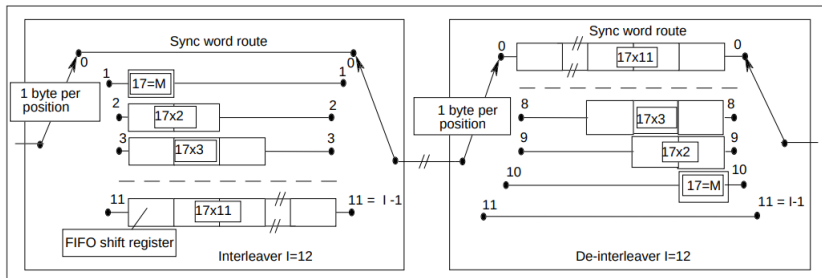 Sync word route
0
0
1
17=M
1
1 byte per
position
2
17x2
2
3
17x3
3
11
17x11
11 = I -1
FIFO shift register
Interleaver I=12
Sync word route
0
17x11
0
1 byte per
position
8
17x3
8
9
17x2
9
10
17=M
10
11
11 = I-1
De-interleaver I=12